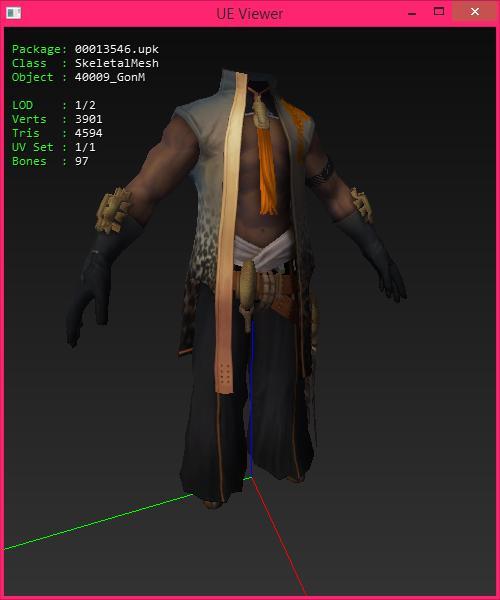 UE Viewer
Package: 00013546.upk
Class : SkeletalMesh
Object : 40009_GonM
LOD : 1/2
Verts : 3901
Tris : 4594
UV Set : 1/1
Bones : 97